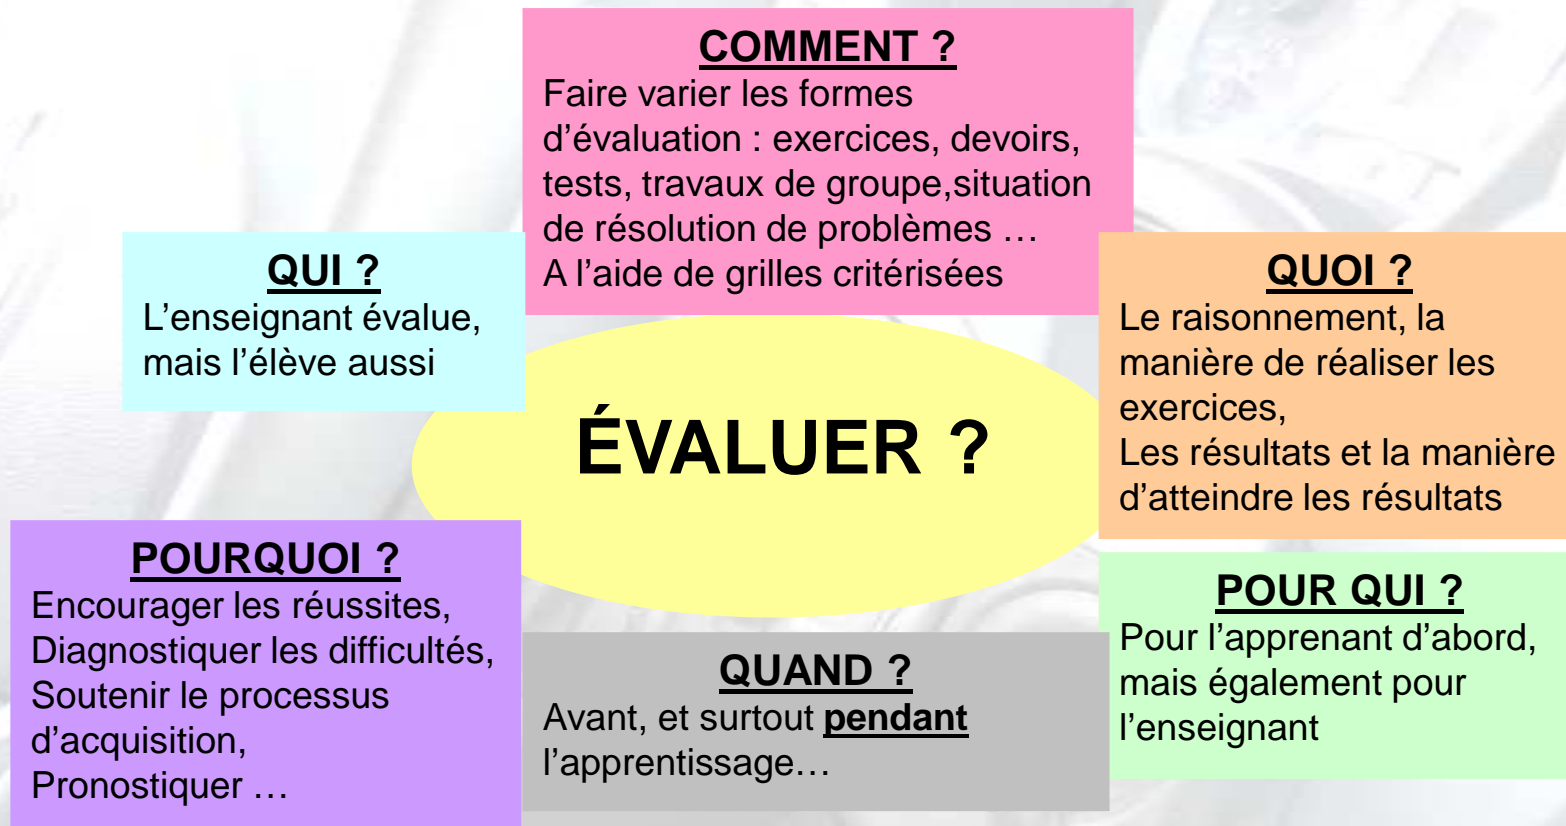 COMMENT ?
Faire varier les formes
d’évaluation : exercices, devoirs,
tests, travaux de groupe,situation
de résolution de problèmes …
A l’aide de grilles critérisées
QUI ?
L’enseignant évalue,
mais l’élève aussi
QUOI ?
Le raisonnement, la
manière de réaliser les
exercices,
Les résultats et la manière
d’atteindre les résultats
ÉVALUER ?
POURQUOI ?
Encourager les réussites,
Diagnostiquer les difficultés,
Soutenir le processus
d’acquisition,
Pronostiquer …
QUAND ?
Avant, et surtout pendant
l’apprentissage…
POUR QUI ?
Pour l’apprenant d’abord,
mais également pour
l’enseignant